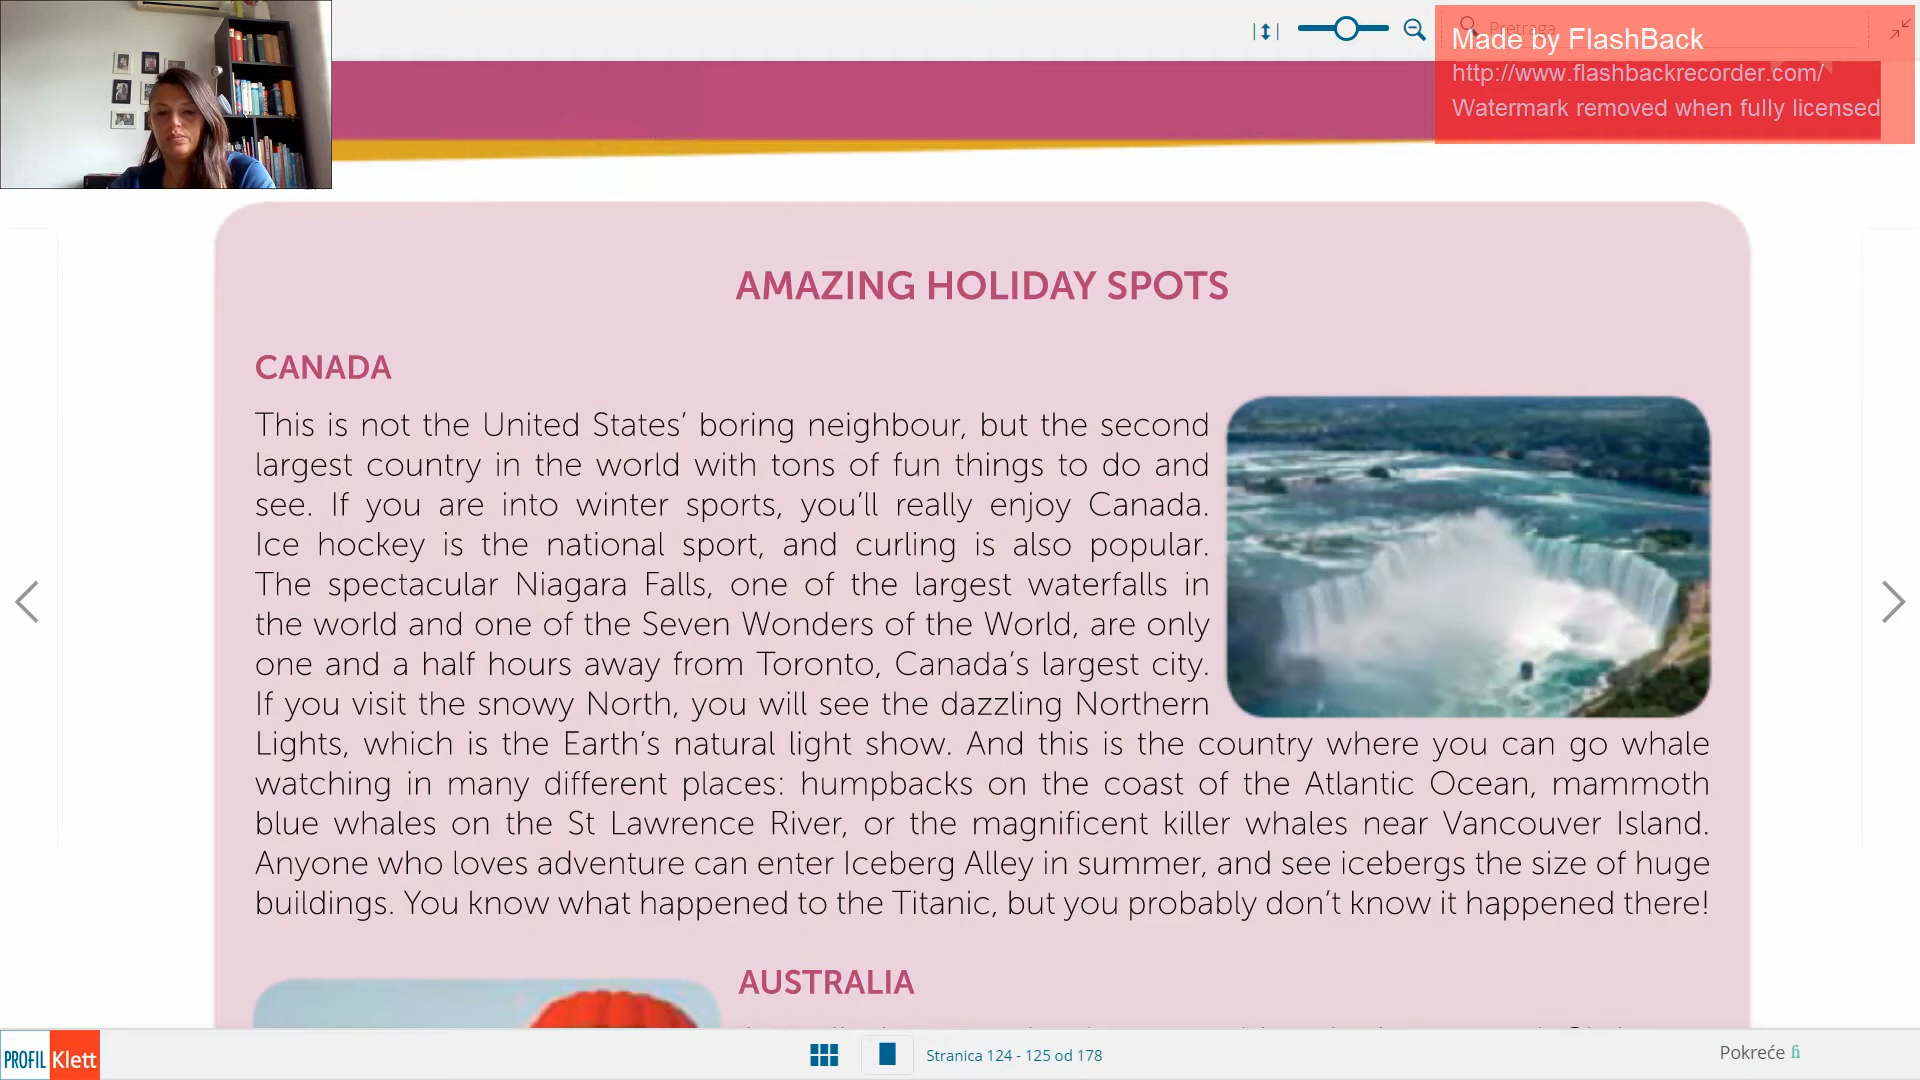 Pretraga
Made by FlashBack
http://www.flashbackrecorder.com/
Watermark removed when fully licensed
AMAZING HOLIDAY SPOTS
CANADA
This is not the United States’ boring neighbour, but the second
largest country in the world with tons of fun things to do and
see. If you are into winter sports, you’ll really enjoy Canada.
Ice hockey is the national sport, and curling is also popular.
The spectacular Niagara Falls, one of the largest waterfalls in
the world and one of the Seven Wonders of the World, are only
one and a half hours away from Toronto, Canada’s largest city.
If you visit the snowy North, you will see the dazzling Northern
Lights, which is the Earth’s natural light show. And this is the country where you can go whale
watching in many different places: humpbacks on the coast of the Atlantic Ocean, mammoth
blue whales on the St Lawrence River, or the magnificent killer whales near Vancouver Island.
Anyone who loves adventure can enter Iceberg Alley in summer, and see icebergs the size of huge
buildings. You know what happened to the Titanic, but you probably don’t know it happened there!
AUSTRALIA
PROFIL Klett
Stranica 124 - 125 od 178
Pokreće